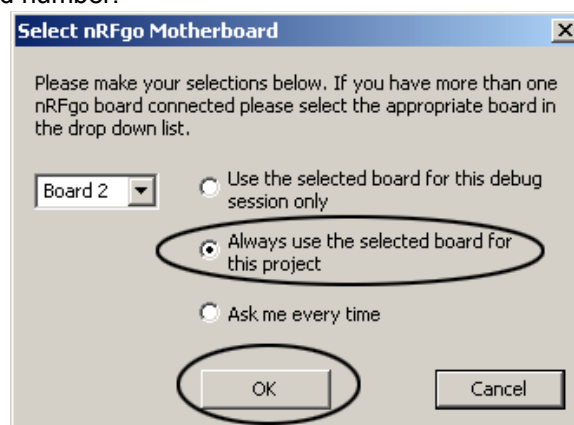 d number.
Select nRFgo Motherboard
Please make your selections below. If you have more than one
nRFgo board connected please select the appropriate board in
the drop down list.
Board 2
Use the selected board for this debug
session only
Always use the selected board for
this project
Ask me every time
OK
Cancel